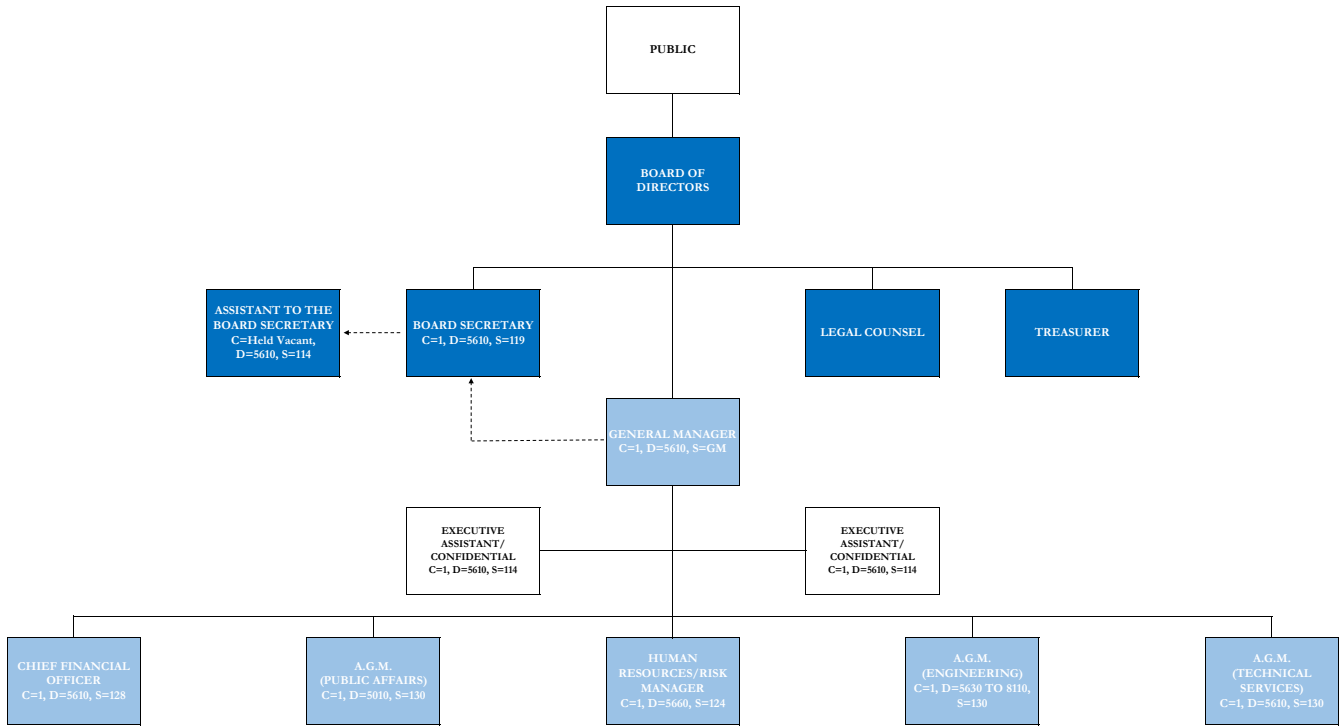 PUBLIC
BOARD OF
DIRECTORS
ASSISTANT TO THE
BOARD SECRETARY
C=Held Vacant,
D=5610, S=114
BOARD SECRETARY
C=1, D=5610, S=119
LEGAL COUNSEL
TREASURER
GENERAL MANAGER
C=1, D=5610, S=GM
EXECUTIVE
ASSISTANT/
CONFIDENTIAL
C=1, D=5610, S=114
EXECUTIVE
ASSISTANT/
CONFIDENTIAL
C=1, D=5610, S=114
CHIEF FINANCIAL
OFFICER
C=1, D=5610, S=128
A.G.M.
(PUBLIC AFFAIRS)
C=1, D=5010, S=130
HUMAN
RESOURCES/RISK
MANAGER
C=1, D=5660, S=124
A.G.M.
(ENGINEERING)
C=1, D=5630 TO 8110,
S=130
A.G.M.
(TECHNICAL
SERVICES)
C=1, D=5610, S=130